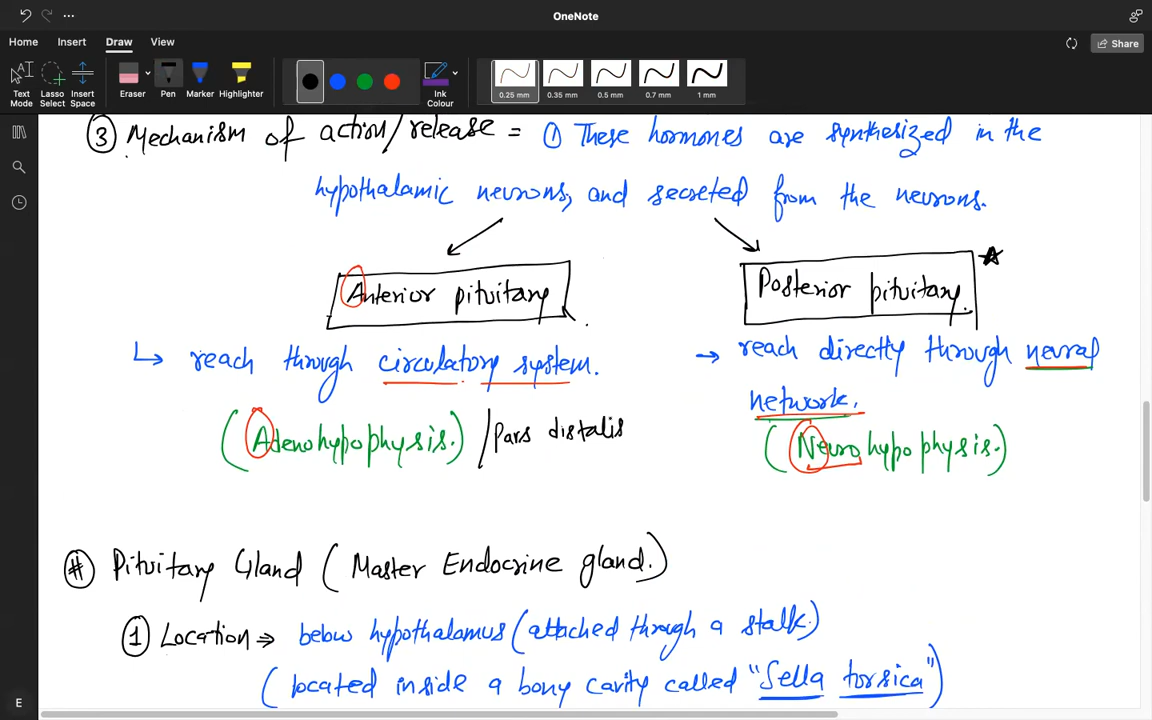 OneNote
Home Insert Draw View
Share
Text Mode
Lasso Select
Insert Space
Eraser
Pen
Marker
Highlighter
Ink Colour
0.25 mm
0.35 mm
0.5 mm
0.7 mm
1 mm
③ Mechanism of action/release = ① These hormones are synthesized in the
hypothalamic neurons, and secreted from the neurons.
Anterior pituitary
Posterior pituitary.
↳ reach through circulatory system.
→ reach directly through neural
network.
(Adenohypophysis.) /Pars distalis
(Neurohypophysis.)
# Pituitary Gland (Master Endocrine gland.)
① Location ⇒ below hypothalamus (attached through a stalk)
(located inside a bony cavity called "Sella torsica")
E